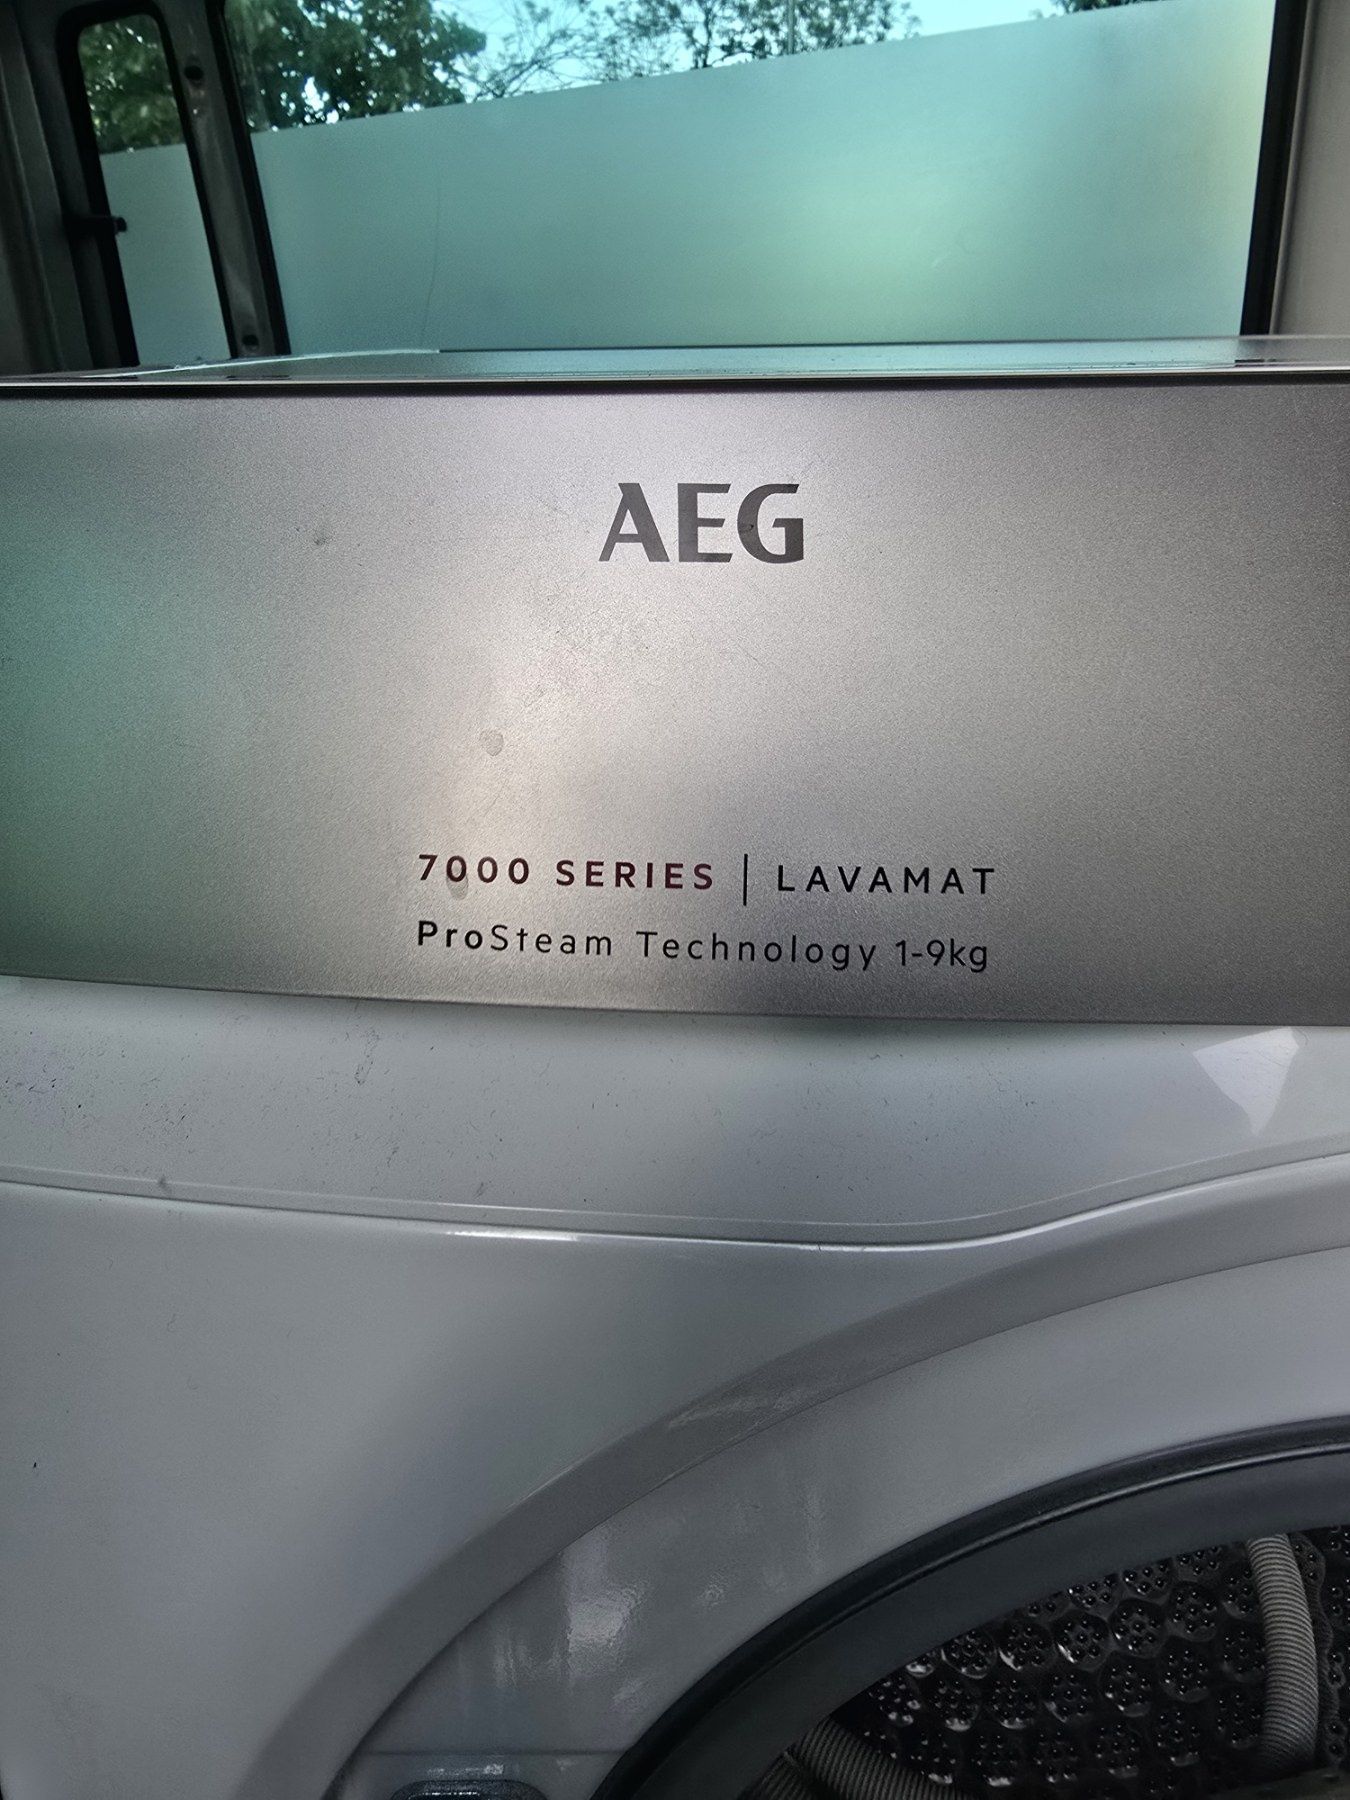 AEG
7000 SERIES | LAVAMAT
ProSteam Technology 1-9kg